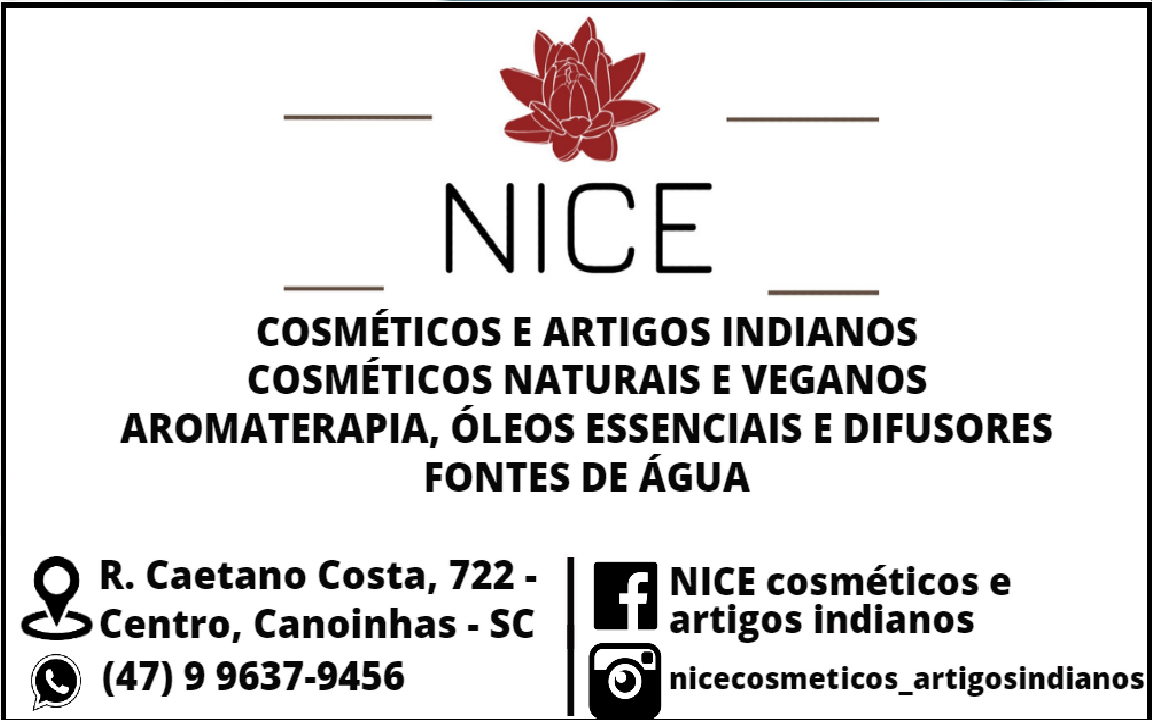 NICE
COSMÉTICOS E ARTIGOS INDIANOS
COSMÉTICOS NATURAIS E VEGANOS
AROMATERAPIA, ÓLEOS ESSENCIAIS E DIFUSORES
FONTES DE ÁGUA
R. Caetano Costa, 722 -
Centro, Canoinhas - SC
(47) 9 9637-9456
NICE cosméticos e
artigos indianos
nicecosmeticos_artigosindianos